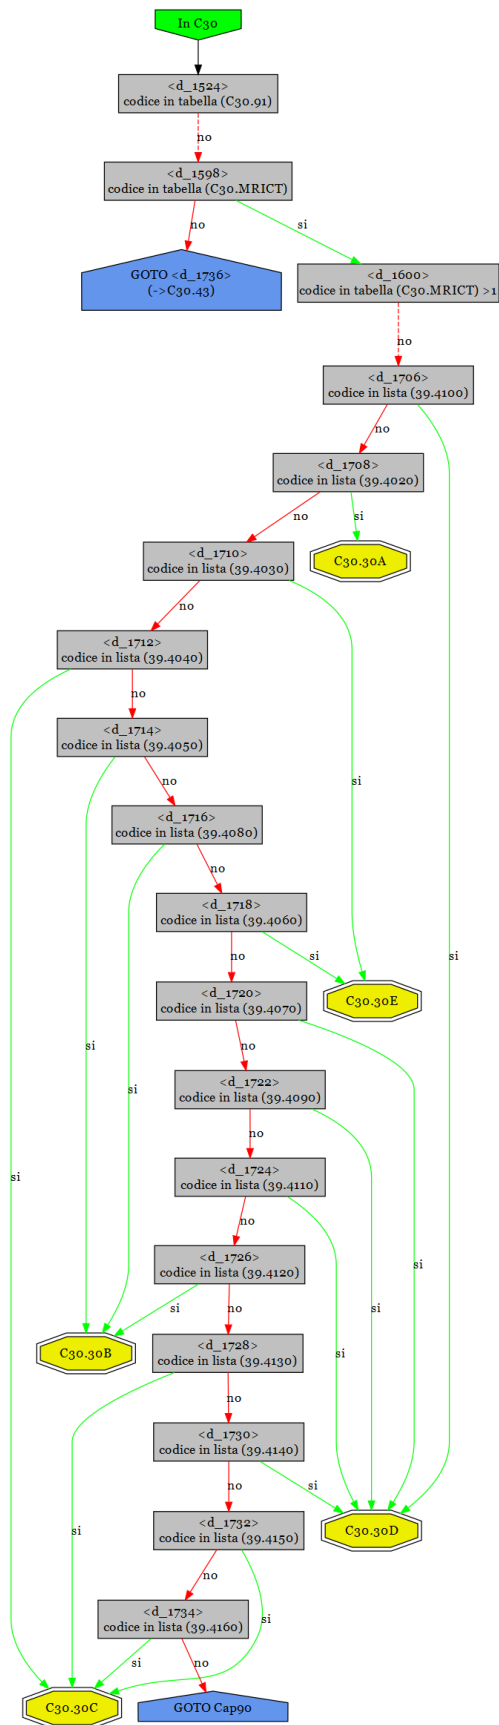 In C30
<d_1524>
codice in tabella (C30.91)
no
<d_1598>
codice in tabella (C30.MRICT)
no
si
GOTO <d_1736>
(->C30.43)
<d_1600>
codice in tabella (C30.MRICT) >1
no
<d_1706>
codice in lista (39.4100)
no
<d_1708>
codice in lista (39.4020)
no
si
<d_1710>
codice in lista (39.4030)
C30.30A
no
<d_1712>
codice in lista (39.4040)
no
<d_1714>
codice in lista (39.4050)
no
si
<d_1716>
codice in lista (39.4080)
no
<d_1718>
codice in lista (39.4060)
no
si
si
<d_1720>
codice in lista (39.4070)
C30.30E
no
si
<d_1722>
codice in lista (39.4090)
si
no
<d_1724>
codice in lista (39.4110)
si
no
<d_1726>
codice in lista (39.4120)
si
no
si
si
C30.30B
<d_1728>
codice in lista (39.4130)
si
no
<d_1730>
codice in lista (39.4140)
si
no
si
C30.30D
<d_1732>
codice in lista (39.4150)
no
<d_1734>
codice in lista (39.4160)
si
si
no
C30.30C
GOTO Cap90